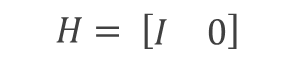 H = [I 0]